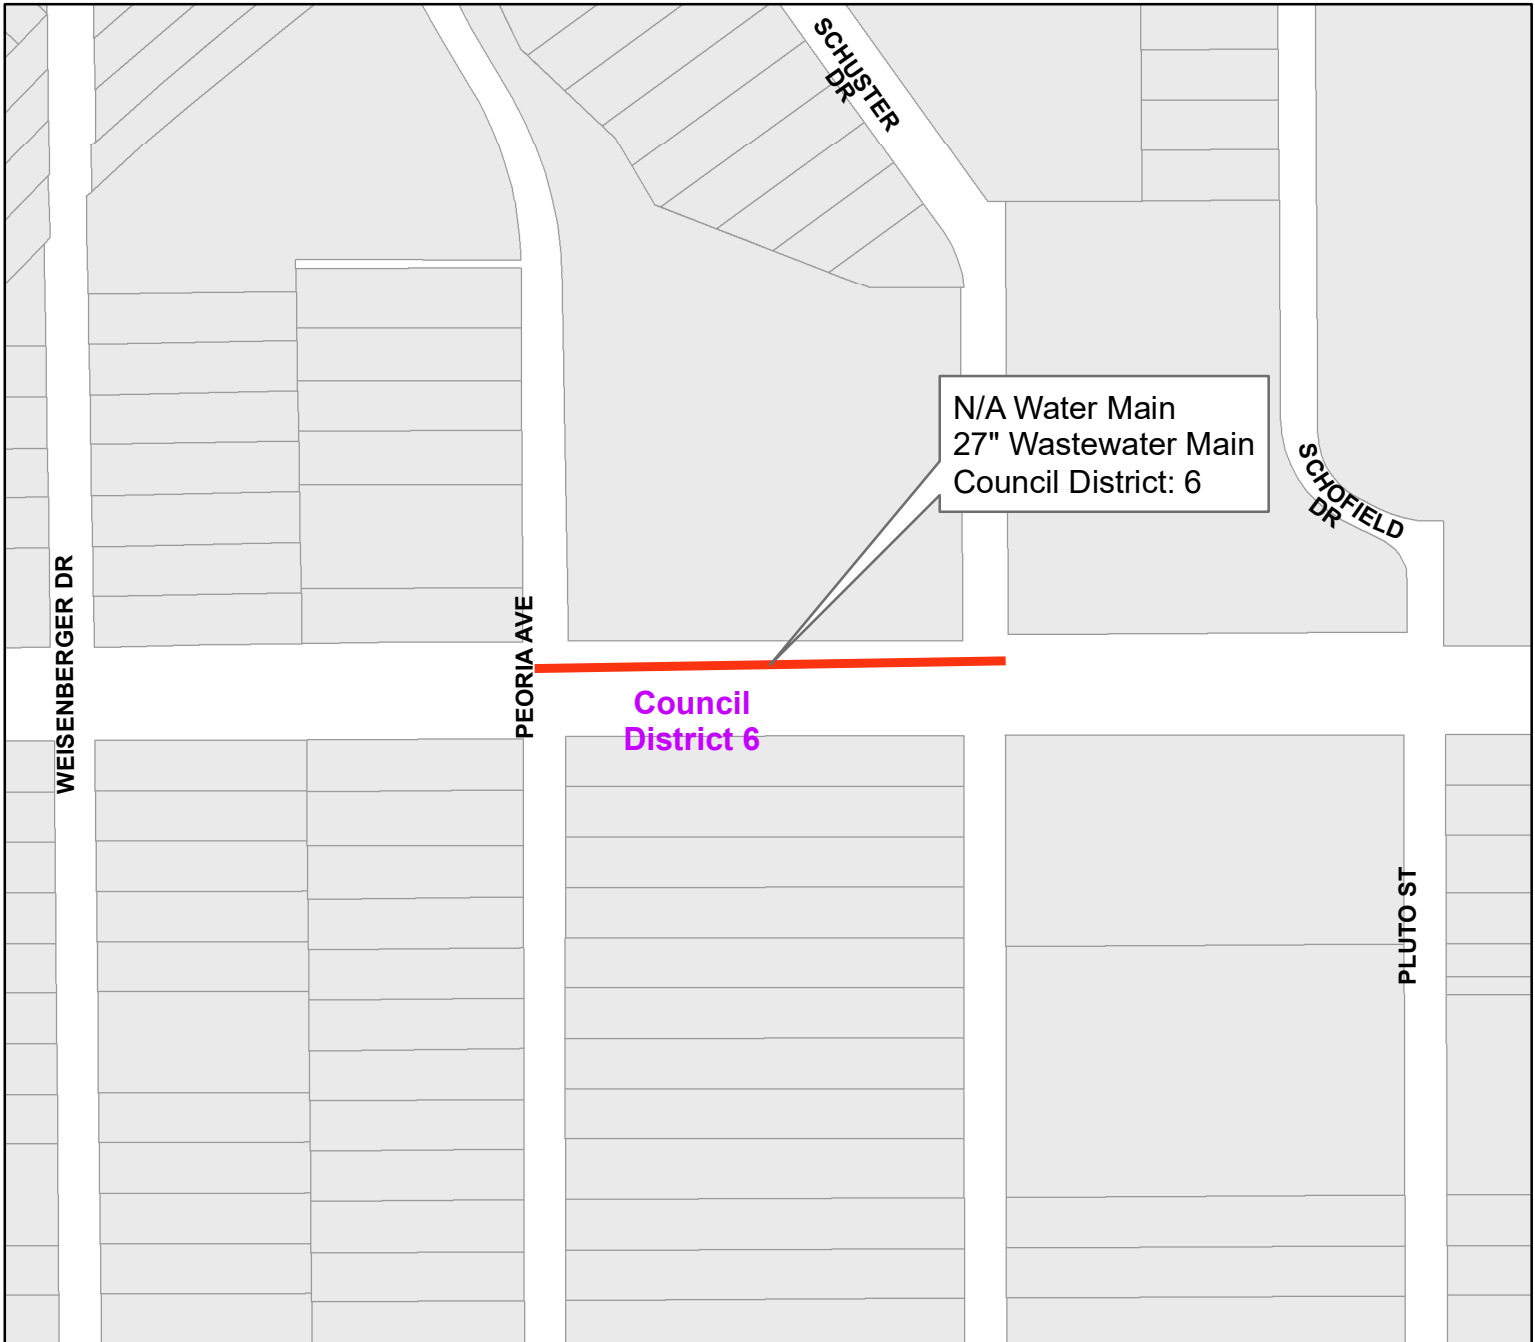 SCHUSTER
DR
N/A Water Main
27" Wastewater Main
Council District: 6
SCHOFIELD
DR
WEISENBERGER DR
PEORIA AVE
Council
District 6
PLUTO ST